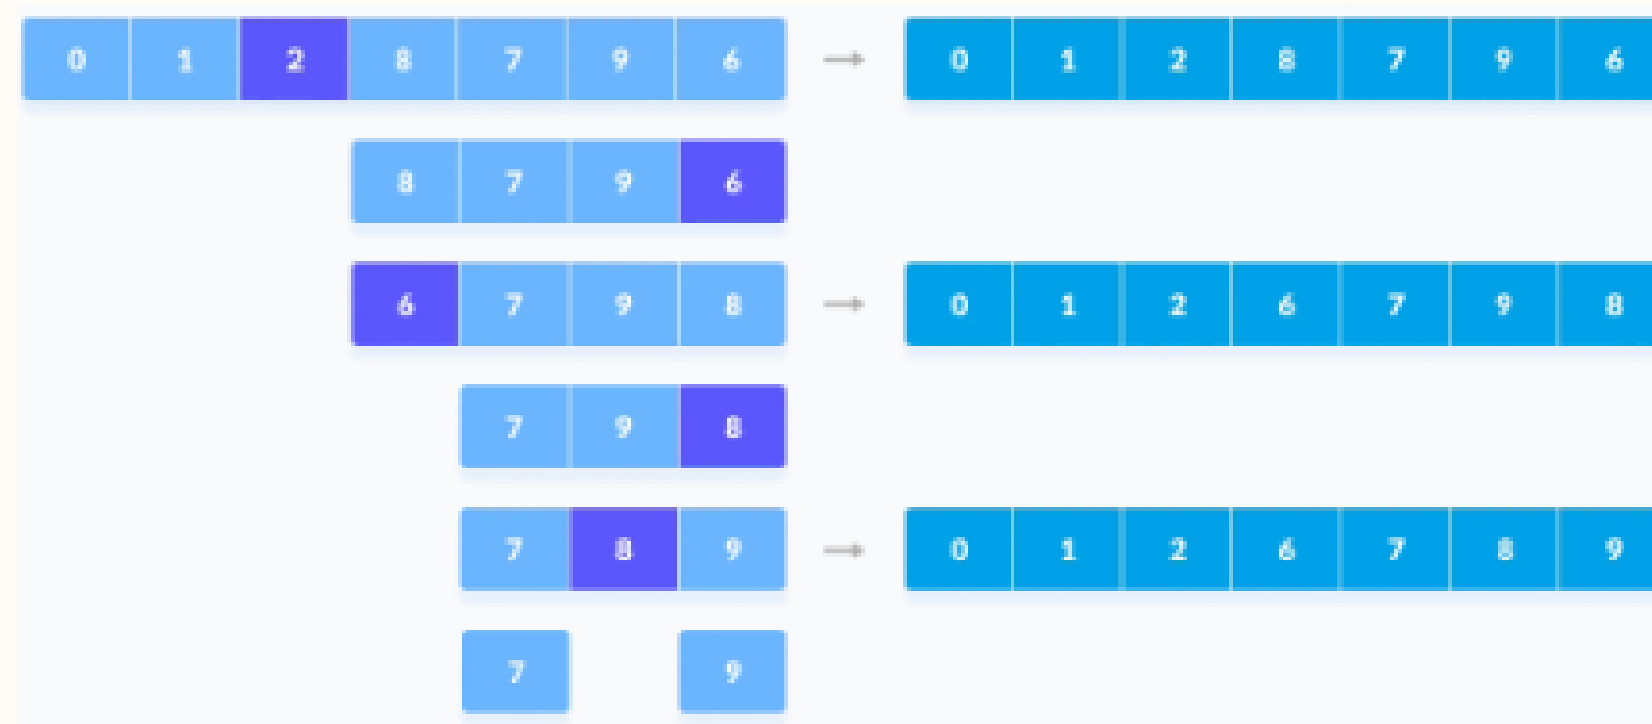 0 1 2 8 7 9 6 → 0 1 2 8 7 9 6
8 7 9 6
6 7 9 8 → 0 1 2 6 7 9 8
7 9 8
7 8 9 → 0 1 2 6 7 8 9
7 9